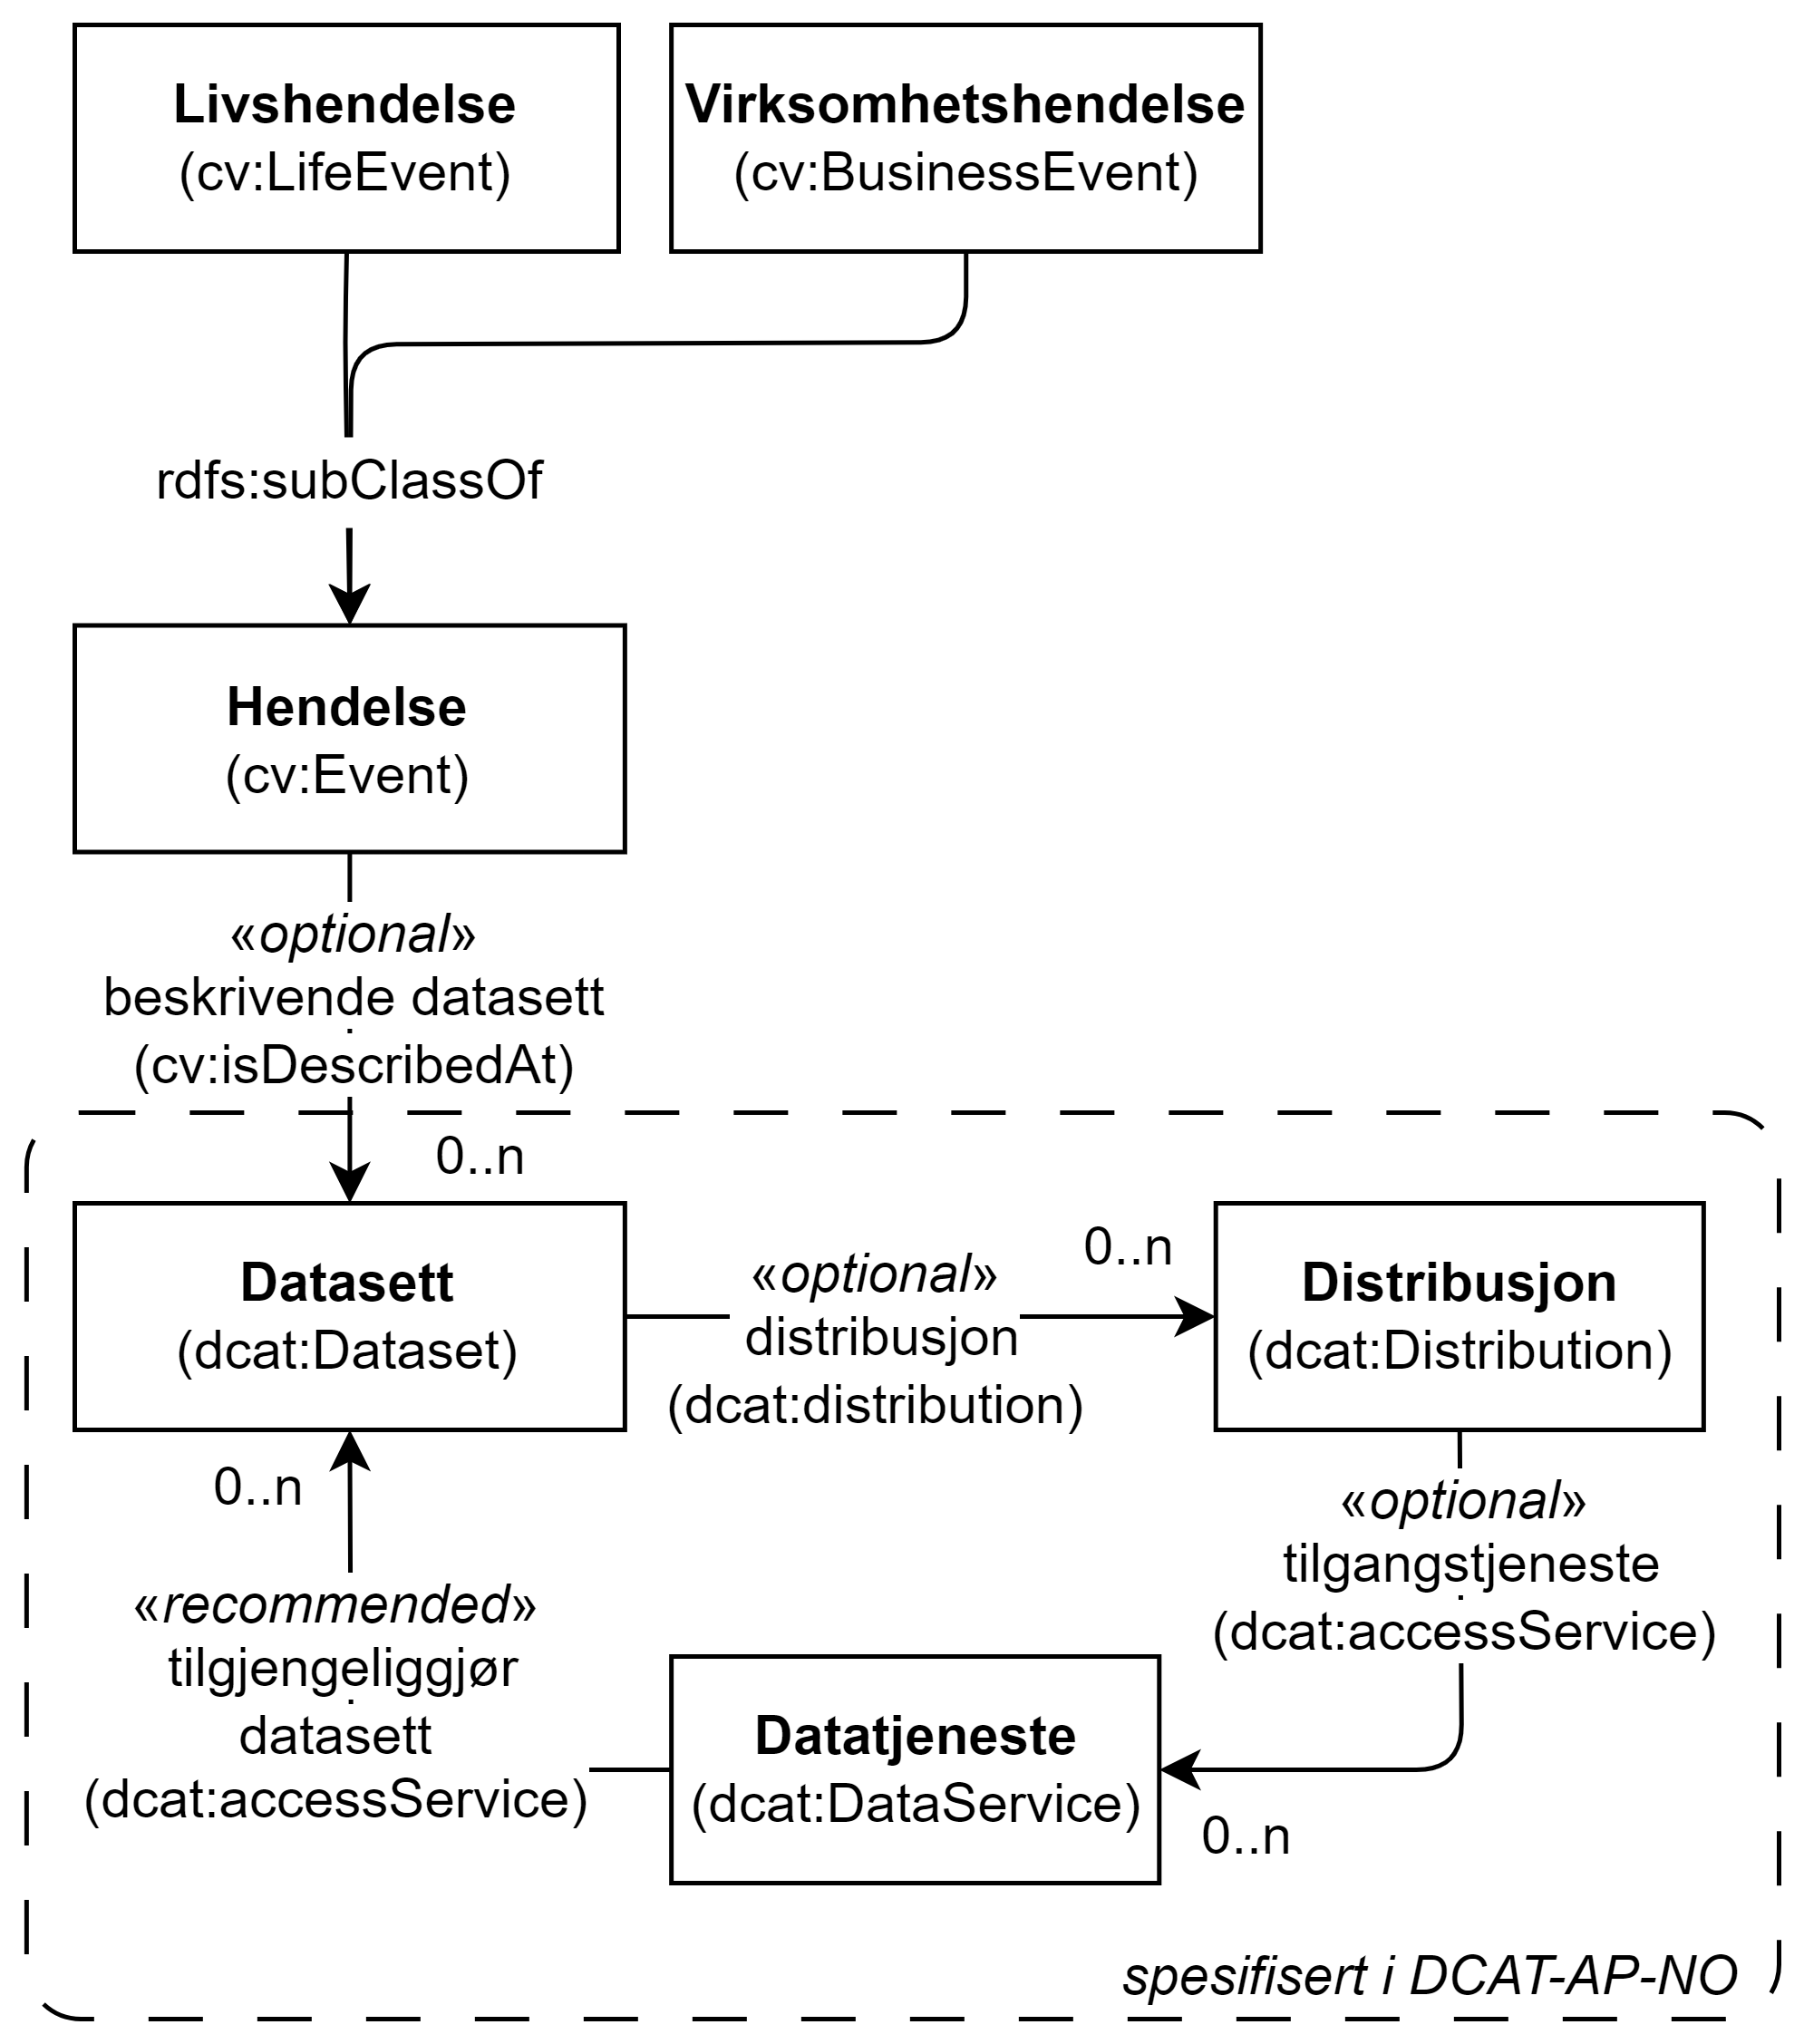 Livshendelse
(cv:LifeEvent)
Virksomhetshendelse
(cv:BusinessEvent)
rdfs:subClassOf
Hendelse
(cv:Event)
«optional»
beskrivende datasett
(cv:isDescribedAt)
0..n
Datasett
(dcat:Dataset)
«optional»
distribusjon
(dcat:distribution)
0..n
Distribusjon
(dcat:Distribution)
0..n
«recommended»
tilgjengeliggjør
datasett
(dcat:accessService)
Datatjeneste
(dcat:DataService)
«optional»
tilgangstjeneste
(dcat:accessService)
0..n
spesifisert i DCAT-AP-NO